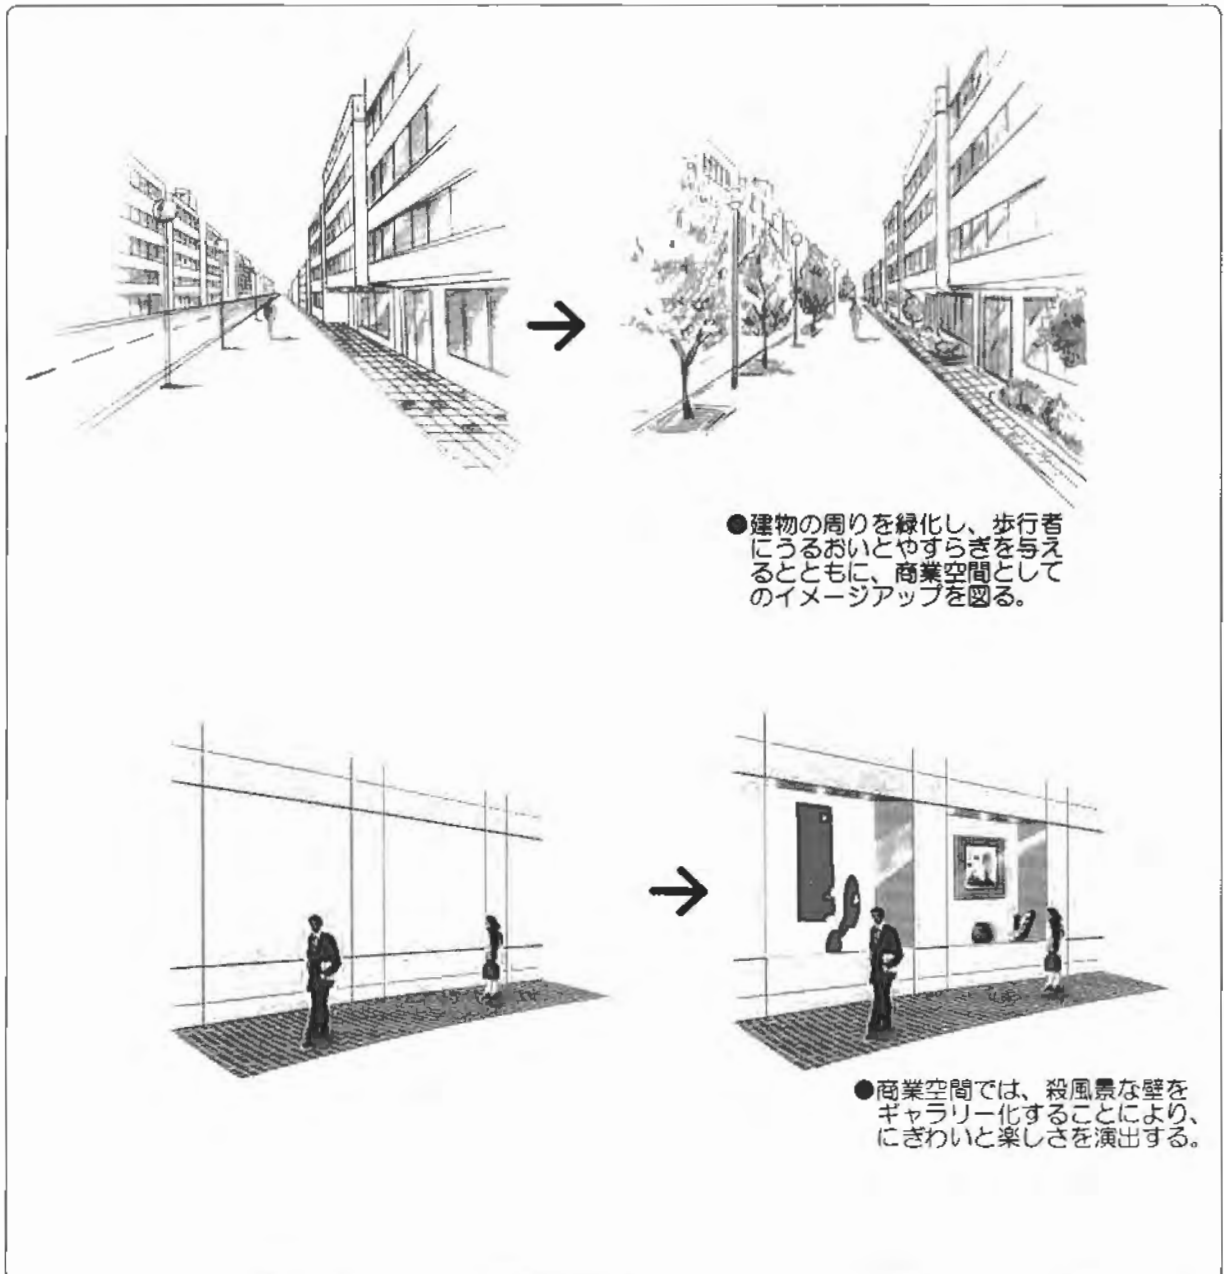 ●建物の周りを緑化し、歩行者
にうるおいとやすらぎを与え
るとともに、商業空間として
のイメージアップを図る。
●商業空間では、殺風景な壁を
ギャラリー化することにより、
にぎわいと楽しさを演出する。